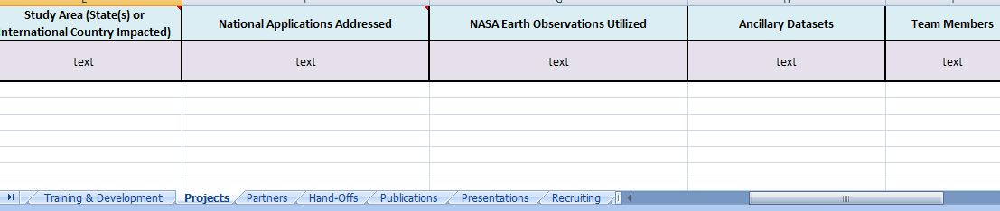 Study Area (State(s) or
nternational Country Impacted)
National Applications Addressed
NASA Earth Observations Utilized
Ancillary Datasets
Team Members
text text text text text
Training & Development Projects Partners Hand-Offs Publications Presentations Recruiting